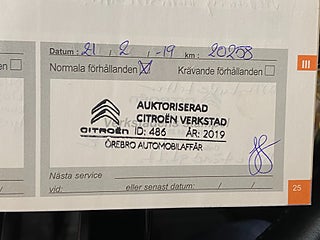 Datum : 21 / 2 / -19 km : 20258
Normala förhållanden Krävande förhållanden
III
AUKTORISERAD
CITROËN VERKSTAD
CITROËN ID: 486 ÅR: 2019
ÖREBRO AUTOMOBILAFFÄR
Nästa service
vid: / eller senast datum : / /
25